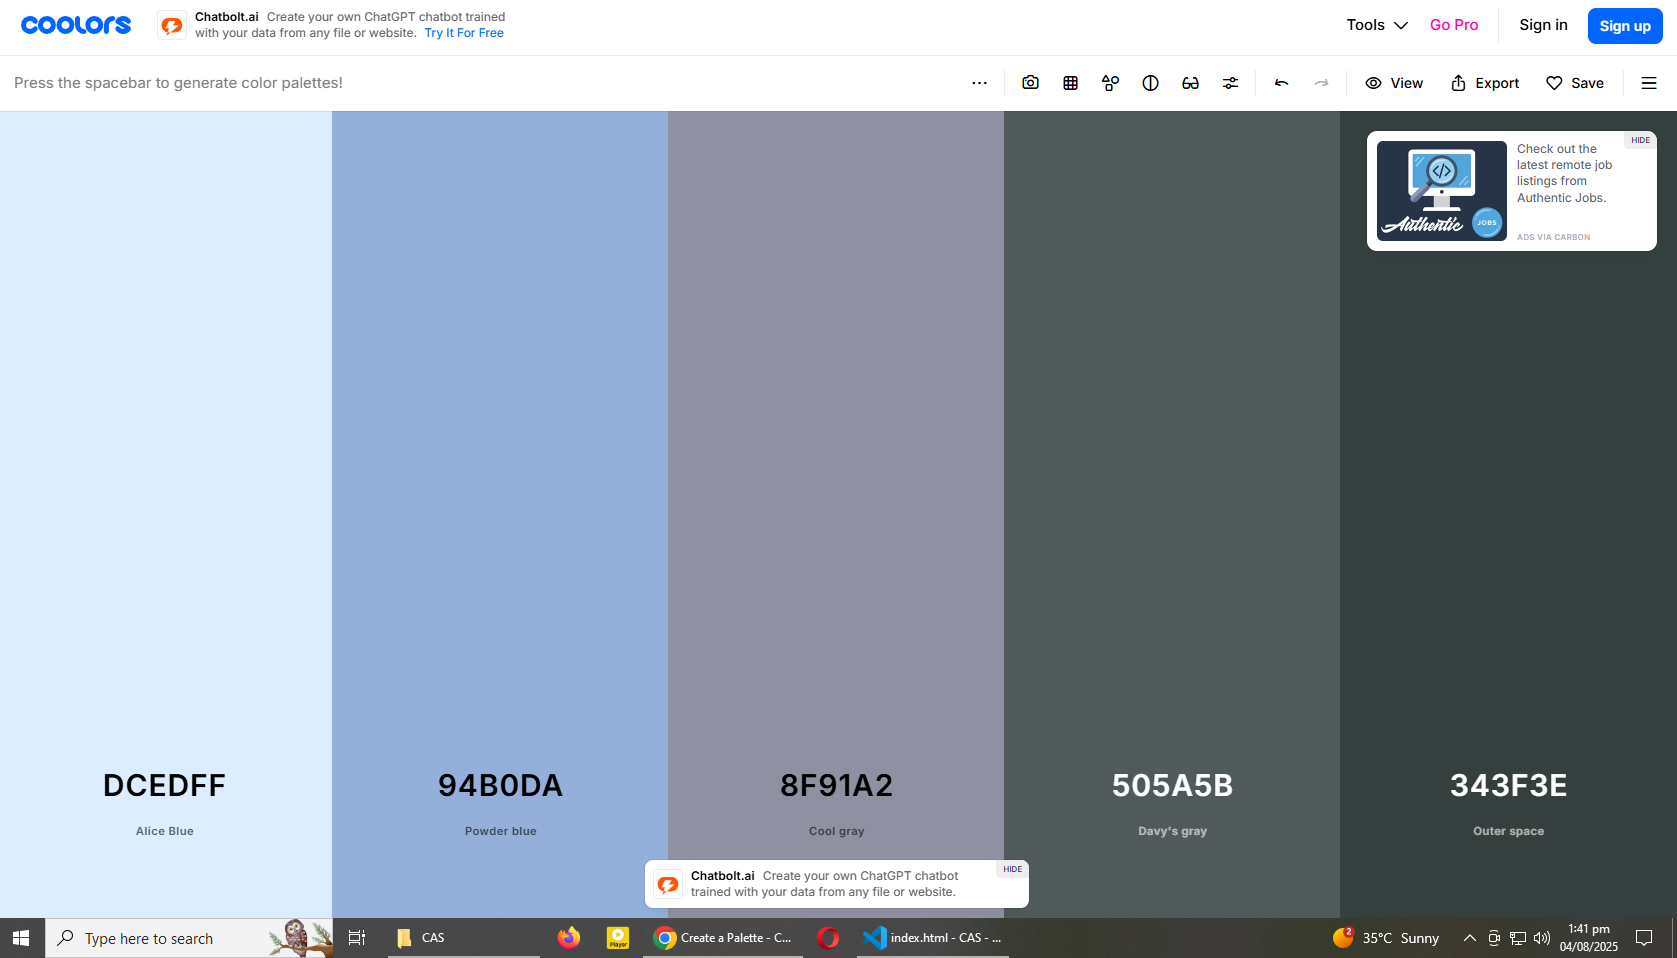 coolors
Chatbolt.ai Create your own ChatGPT chatbot trained
with your data from any file or website. Try It For Free
Tools
Go Pro
Sign in
Sign up
Press the spacebar to generate color palettes!
View
Export
Save
HIDE
Check out the
latest remote job
listings from
Authentic Jobs.
Authentic
JOBS
ADS VIA CARBON
DCEDFF
Alice Blue
94B0DA
Powder blue
8F91A2
Cool gray
505A5B
Davy's gray
343F3E
Outer space
Chatbolt.ai Create your own ChatGPT chatbot
trained with your data from any file or website.
HIDE
Type here to search
CAS
Player
Create a Palette - C...
index.html - CAS - ...
2
35°C Sunny
1:41 pm
04/08/2025